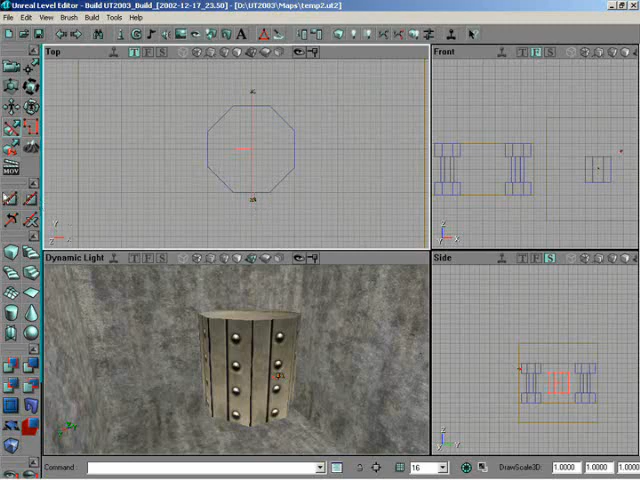 Unreal Level Editor - Build UT2003_Build_[2002-12-17_23.50] - [D:\UT2003\Maps\temp2.ut2]
File Edit View Brush Build Tools Help
Top T F S
Front T F S
MOV
Y
Z X
Z
Y X
Dynamic Light T F S
Side T F S
Z
X Y
Command 16 DrawScale3D: 1.0000 1.0000 1.0000